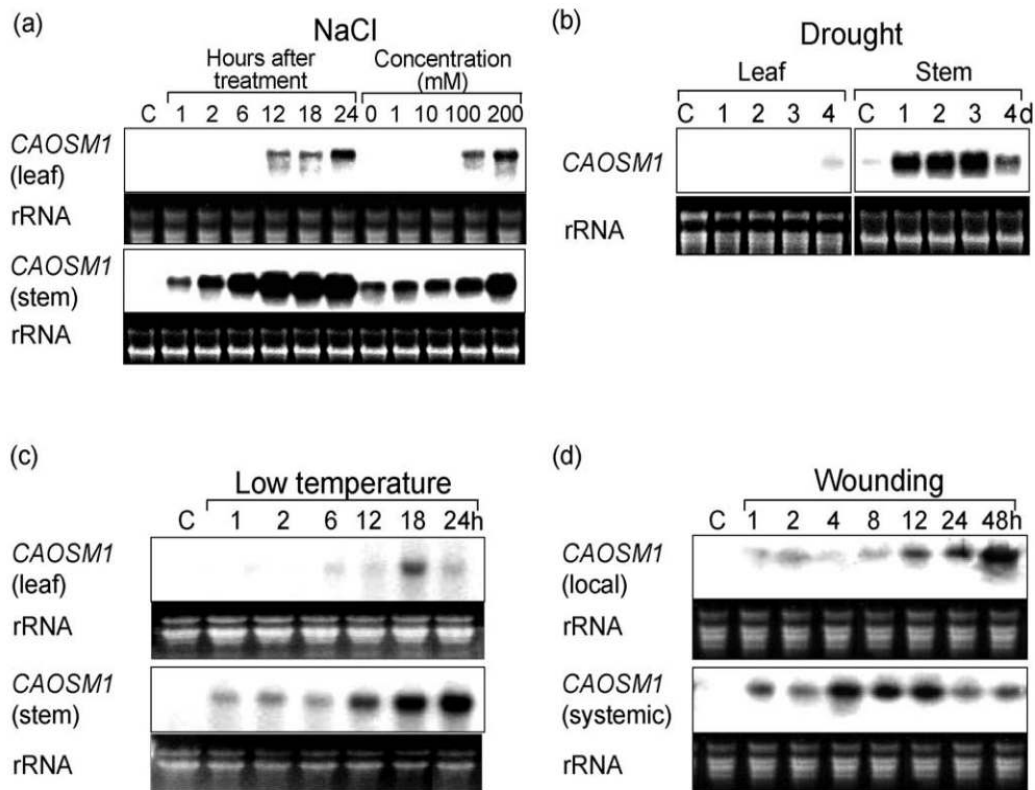 (a)
NaCl
Hours after treatment
Concentration (mM)
C 1 2 6 12 18 24 0 1 10 100 200
CAOSM1 (leaf)
rRNA
CAOSM1 (stem)
rRNA
(b)
Drought
Leaf Stem
C 1 2 3 4 C 1 2 3 4d
CAOSM1
rRNA
(c)
Low temperature
C 1 2 6 12 18 24h
CAOSM1 (leaf)
rRNA
CAOSM1 (stem)
rRNA
(d)
Wounding
C 1 2 4 8 12 24 48h
CAOSM1 (local)
rRNA
CAOSM1 (systemic)
rRNA